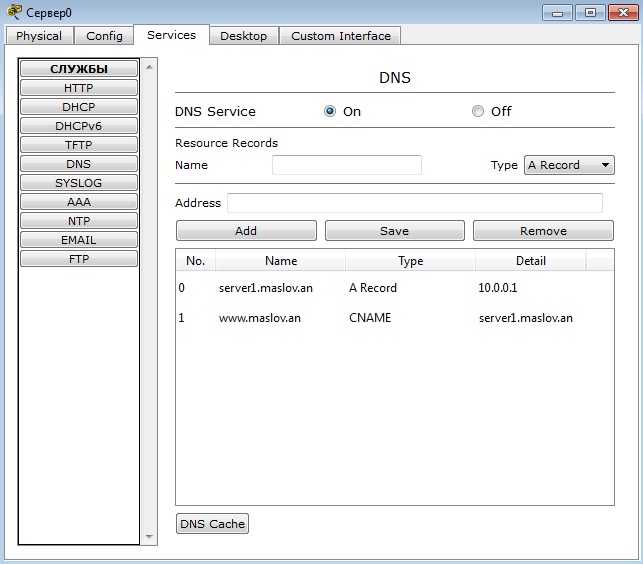 Сервер0
Physical Config Services Desktop Custom Interface
СЛУЖБЫ
HTTP
DHCP
DHCPv6
TFTP
DNS
SYSLOG
AAA
NTP
EMAIL
FTP
DNS
DNS Service On Off
Resource Records
Name Type A Record
Address
Add Save Remove
No. Name Type Detail
0 server1.maslov.an A Record 10.0.0.1
1 www.maslov.an CNAME server1.maslov.an
DNS Cache